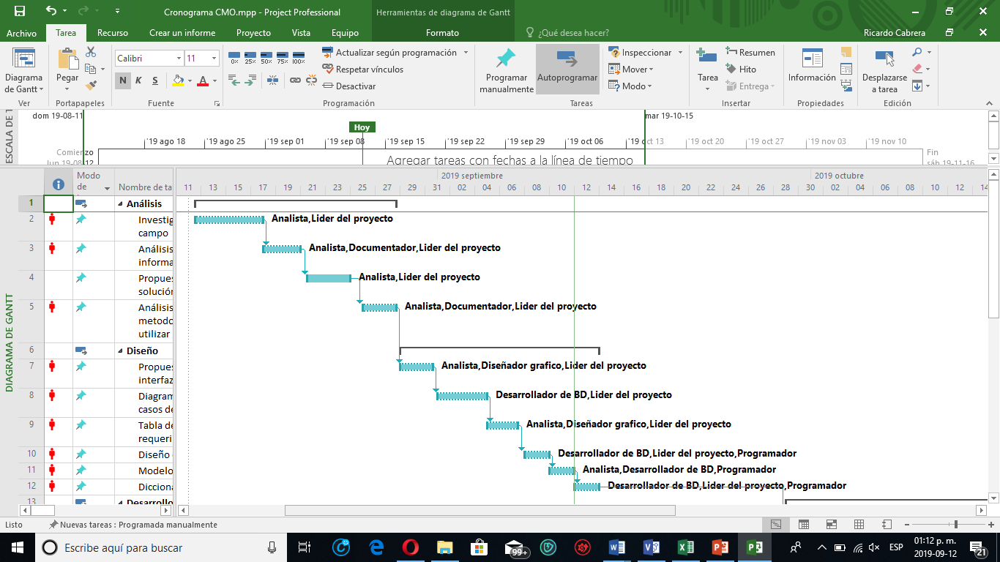 Cronograma CMO.mpp - Project Professional
Herramientas de diagrama de Gantt
Archivo Tarea Recurso Crear un informe Proyecto Vista Equipo Formato ¿Qué desea hacer? Ricardo Cabrera
Diagrama de Gantt
Ver
Pegar
Portapapeles
Calibri 11
N K S
Fuente
0% 25% 50% 75% 100%
Actualizar según programación
Respetar vínculos
Desactivar
Programación
Programar manualmente
Autoprogramar
Inspeccionar
Mover
Modo
Tareas
Tarea
Resumen
Hito
Entrega
Insertar
Información
Propiedades
Desplazarse a tarea
Edición
ESCALA DE T
dom 19-08-11
mar 19-10-15
Hoy
'19 ago 18 '19 ago 25 '19 sep 01 '19 sep 08 '19 sep 15 '19 sep 22 '19 sep 29 '19 oct 06 '19 oct 13 '19 oct 20 '19 oct 27 '19 nov 03 '19 nov 10
Comienzo
lun 19-08-12
Agregar tareas con fechas a la línea de tiempo
Fin
sáb 19-11-16
DIAGRAMA DE GANTT
Modo de
Nombre de ta
2019 septiembre
2019 octubre
11 13 15 17 19 21 23 25 27 29 31 02 04 06 08 10 12 14 16 18 20 22 24 26 28 30 02 04 06 08 10 12 14
1 Análisis
2 Investig
campo
Analista,Lider del proyecto
3 Análisis
informa
Analista,Documentador,Lider del proyecto
4 Propues
solución
Analista,Lider del proyecto
5 Análisis
metodo
utilizar
Analista,Documentador,Lider del proyecto
6 Diseño
7 Propues
interfaz
Analista,Diseñador grafico,Lider del proyecto
8 Diagram
casos de
Desarrollador de BD,Lider del proyecto
9 Tabla de
requeri
Analista,Diseñador grafico,Lider del proyecto
10 Diseño
Desarrollador de BD,Lider del proyecto,Programador
11 Modelo
Analista,Desarrollador de BD,Programador
12 Dicciona
Desarrollador de BD,Lider del proyecto,Programador
13 Desarrollo
Listo
Nuevas tareas : Programada manualmente
Escribe aquí para buscar
99+
ESP
01:12 p. m.
2019-09-12
21